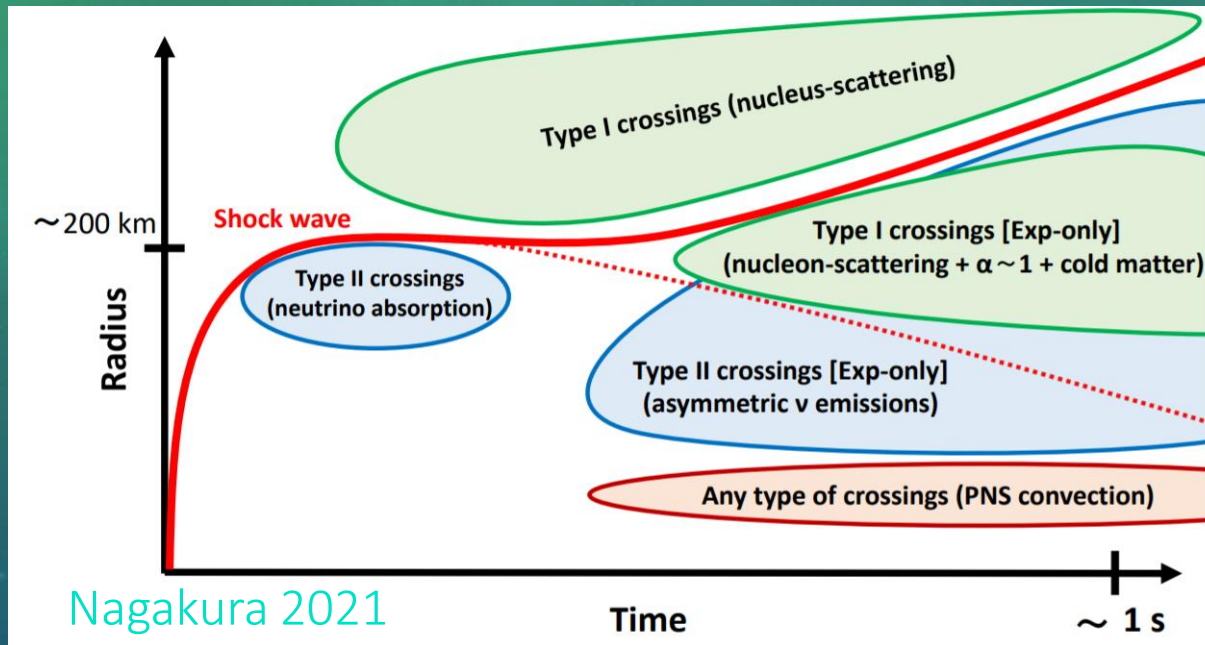 Type I crossings (nucleus-scattering)
~200 km
Shock wave
Type II crossings
(neutrino absorption)
Type I crossings [Exp-only]
(nucleon-scattering + α ~ 1 + cold matter)
Radius
Type II crossings [Exp-only]
(asymmetric ν emissions)
Any type of crossings (PNS convection)
Nagakura 2021
Time
~ 1 s